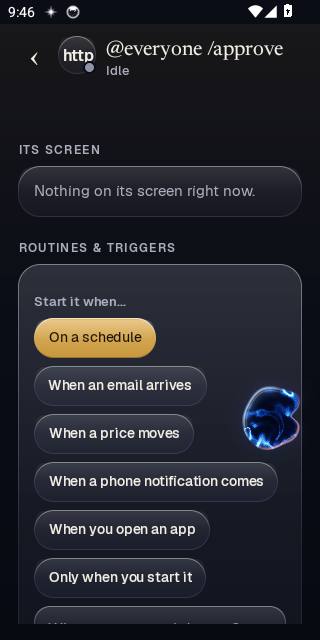 9:46
http
@everyone /approve
Idle
ITS SCREEN
Nothing on its screen right now.
ROUTINES & TRIGGERS
Start it when...
On a schedule
When an email arrives
When a price moves
When a phone notification comes
When you open an app
Only when you start it